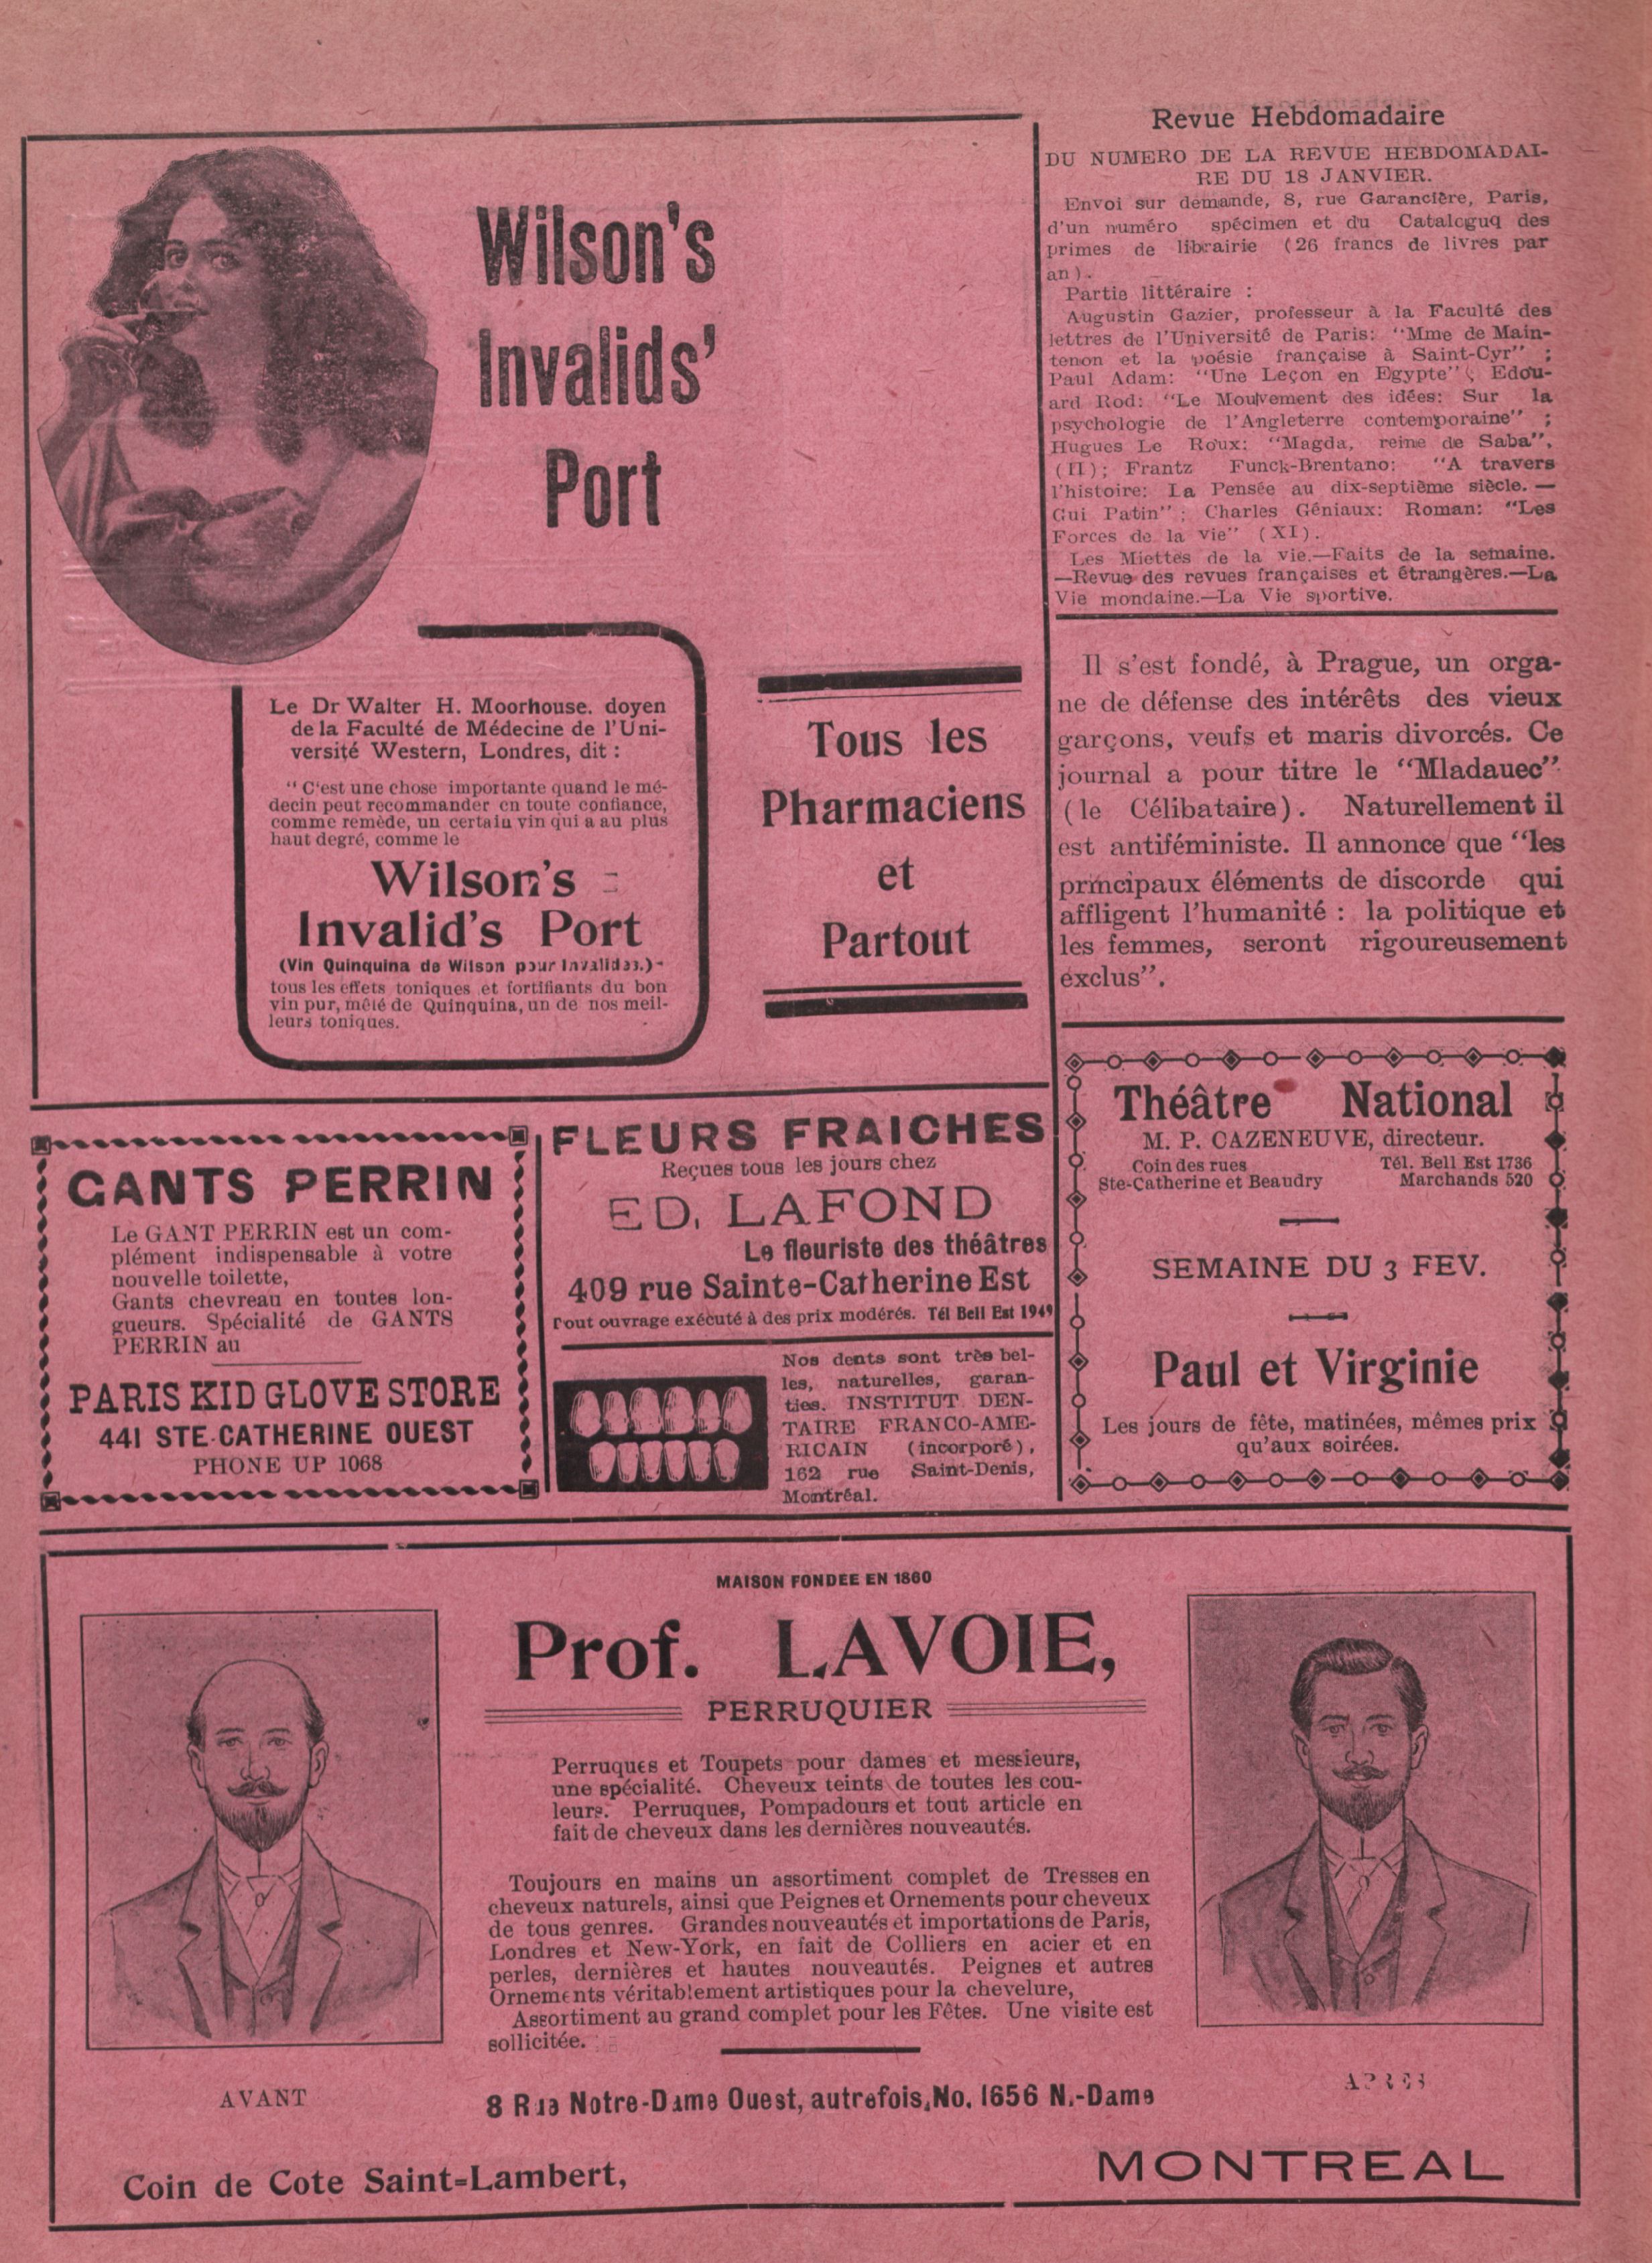 Wilson's
Invalids'
Port
Le Dr Walter H. Moorhouse. doyen
de la Faculté de Médecine de l'Uni-
versité Western, Londres, dit :
" C'est une chose importante quand le mé-
decin peut recommander en toute confiance,
comme remède, un certain vin qui a au plus
haut degré, comme le
Wilson's
Invalid's Port
(Vin Quinquina de Wilson pour Invalides.)
tous les effets toniques et fortifiants du bon
vin pur, mêlé de Quinquina, un de nos meil-
leurs toniques.
Tous les
Pharmaciens
et
Partout
Revue Hebdomadaire
DU NUMERO DE LA REVUE HEBDOMADAI-
RE DU 18 JANVIER.
Envoi sur demande, 8, rue Garancière, Paris,
d'un numéro spécimen et du Cataloguq des
primes de librairie (26 francs de livres par
an).
Partie littéraire :
Augustin Gazier, professeur à la Faculté des
lettres de l'Université de Paris: "Mme de Main-
tenon et la poésie française à Saint-Cyr" ;
Paul Adam: "Une Leçon en Egypte" ; Edou-
ard Rod: "Le Mouvement des idées: Sur la
psychologie de l'Angleterre contemporaine" ;
Hugues Le Roux: "Magda, reine de Saba",
(II); Frantz Funck-Brentano: "A travers
l'histoire: La Pensée au dix-septième siècle. —
Gui Patin" ; Charles Géniaux: Roman: "Les
Forces de la Vie" (XI).
Les Miettes de la vie.—Faits de la semaine.
—Revue des revues françaises et étrangères.—La
Vie mondaine.—La Vie sportive.
Il s'est fondé, à Prague, un orga-
ne de défense des intérêts des vieux
garçons, veufs et maris divorcés. Ce
journal a pour titre le "Mladauec"
(le Célibataire). Naturellement il
est antiféministe. Il annonce que "les
principaux éléments de discorde qui
affligent l'humanité : la politique et
les femmes, seront rigoureusement
exclus".
GANTS PERRIN
Le GANT PERRIN est un com-
plément indispensable à votre
nouvelle toilette,
Gants chevreau en toutes lon-
gueurs. Spécialité de GANTS
PERRIN au
PARIS KID GLOVE STORE
441 STE-CATHERINE OUEST
PHONE UP 1068
FLEURS FRAICHES
Reçues tous les jours chez
ED. LAFOND
Le fleuriste des théâtres
409 rue Sainte-Catherine Est
Tout ouvrage exécuté à des prix modérés. Tél Bell Est 1949
Nos dents sont très bel-
les, naturelles, garan-
ties. INSTITUT DEN-
TAIRE FRANCO-AME-
RICAIN (incorporé),
162 rue Saint-Denis,
Montréal.
Théâtre National
M. P. CAZENEUVE, directeur.
Coin des rues Tél. Bell Est 1736
Ste-Catherine et Beaudry Marchands 520
SEMAINE DU 3 FEV.
Paul et Virginie
Les jours de fête, matinées, mêmes prix
qu'aux soirées.
MAISON FONDEE EN 1860
Prof. LAVOIE,
PERRUQUIER
Perruques et Toupets pour dames et messieurs,
une spécialité. Cheveux teints de toutes les cou-
leurs. Perruques, Pompadours et tout article en
fait de cheveux dans les dernières nouveautés.
Toujours en mains un assortiment complet de Tresses en
cheveux naturels, ainsi que Peignes et Ornements pour cheveux
de tous genres. Grandes nouveautés et importations de Paris,
Londres et New-York, en fait de Colliers en acier et en
perles, dernières et hautes nouveautés. Peignes et autres
Ornements véritablement artistiques pour la chevelure,
Assortiment au grand complet pour les Fêtes. Une visite est
sollicitée.
AVANT
APRES
8 Rue Notre-Dame Ouest, autrefois, No. 1656 N.-Dame
Coin de Cote Saint-Lambert,
MONTREAL